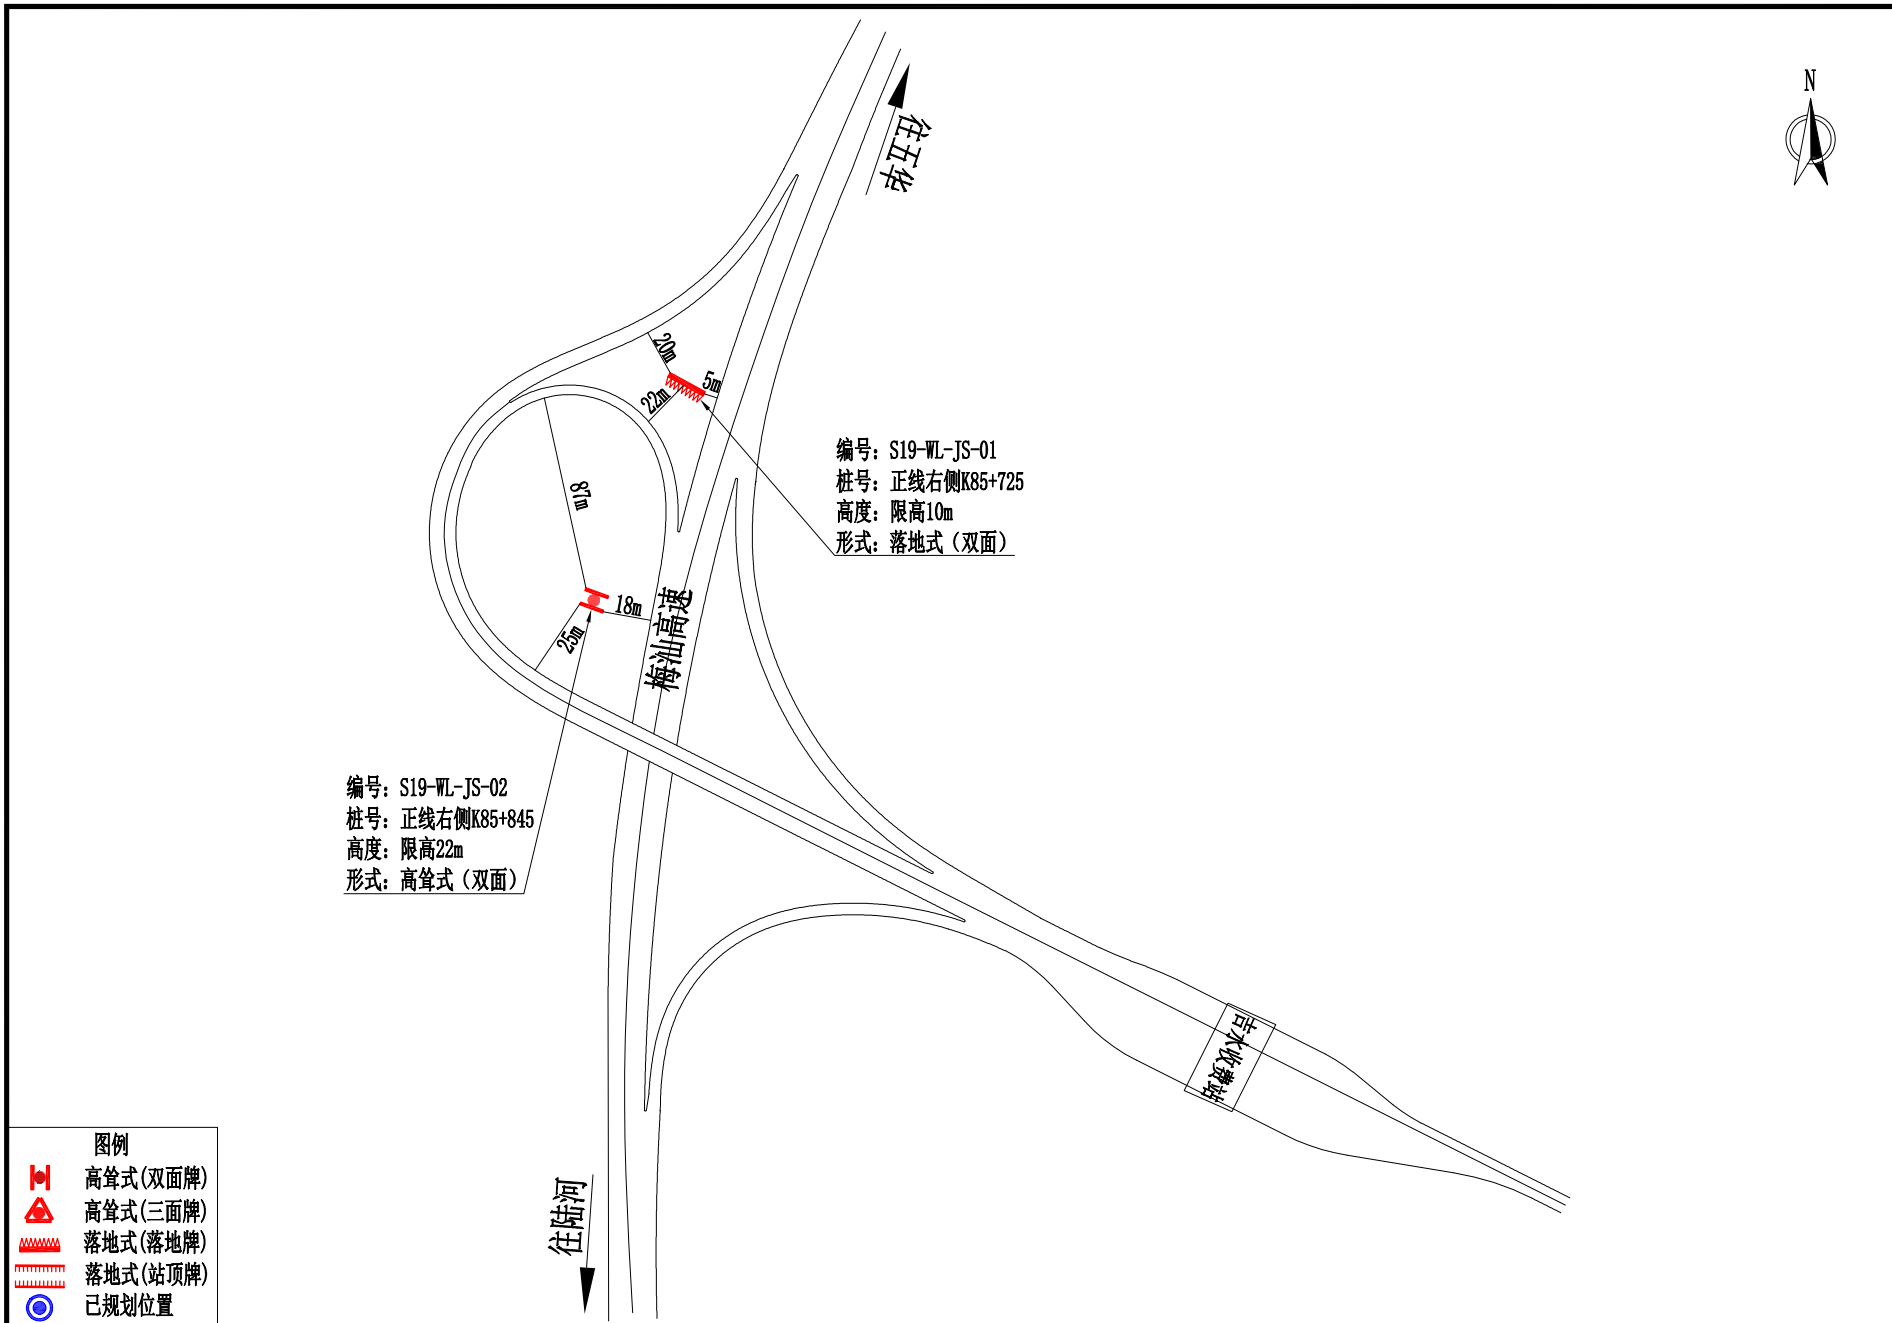 N
往五华
20m
5m
22m
编号：S19-WL-JS-01
桩号：正线右侧K85+725
高度：限高10m
形式：落地式（双面）
87m
18m
25m
梅汕高速
编号：S19-WL-JS-02
桩号：正线右侧K85+845
高度：限高22m
形式：高耸式（双面）
吉水收费站
往陆河
图例
高耸式(双面牌)
高耸式(三面牌)
落地式(落地牌)
落地式(站顶牌)
已规划位置